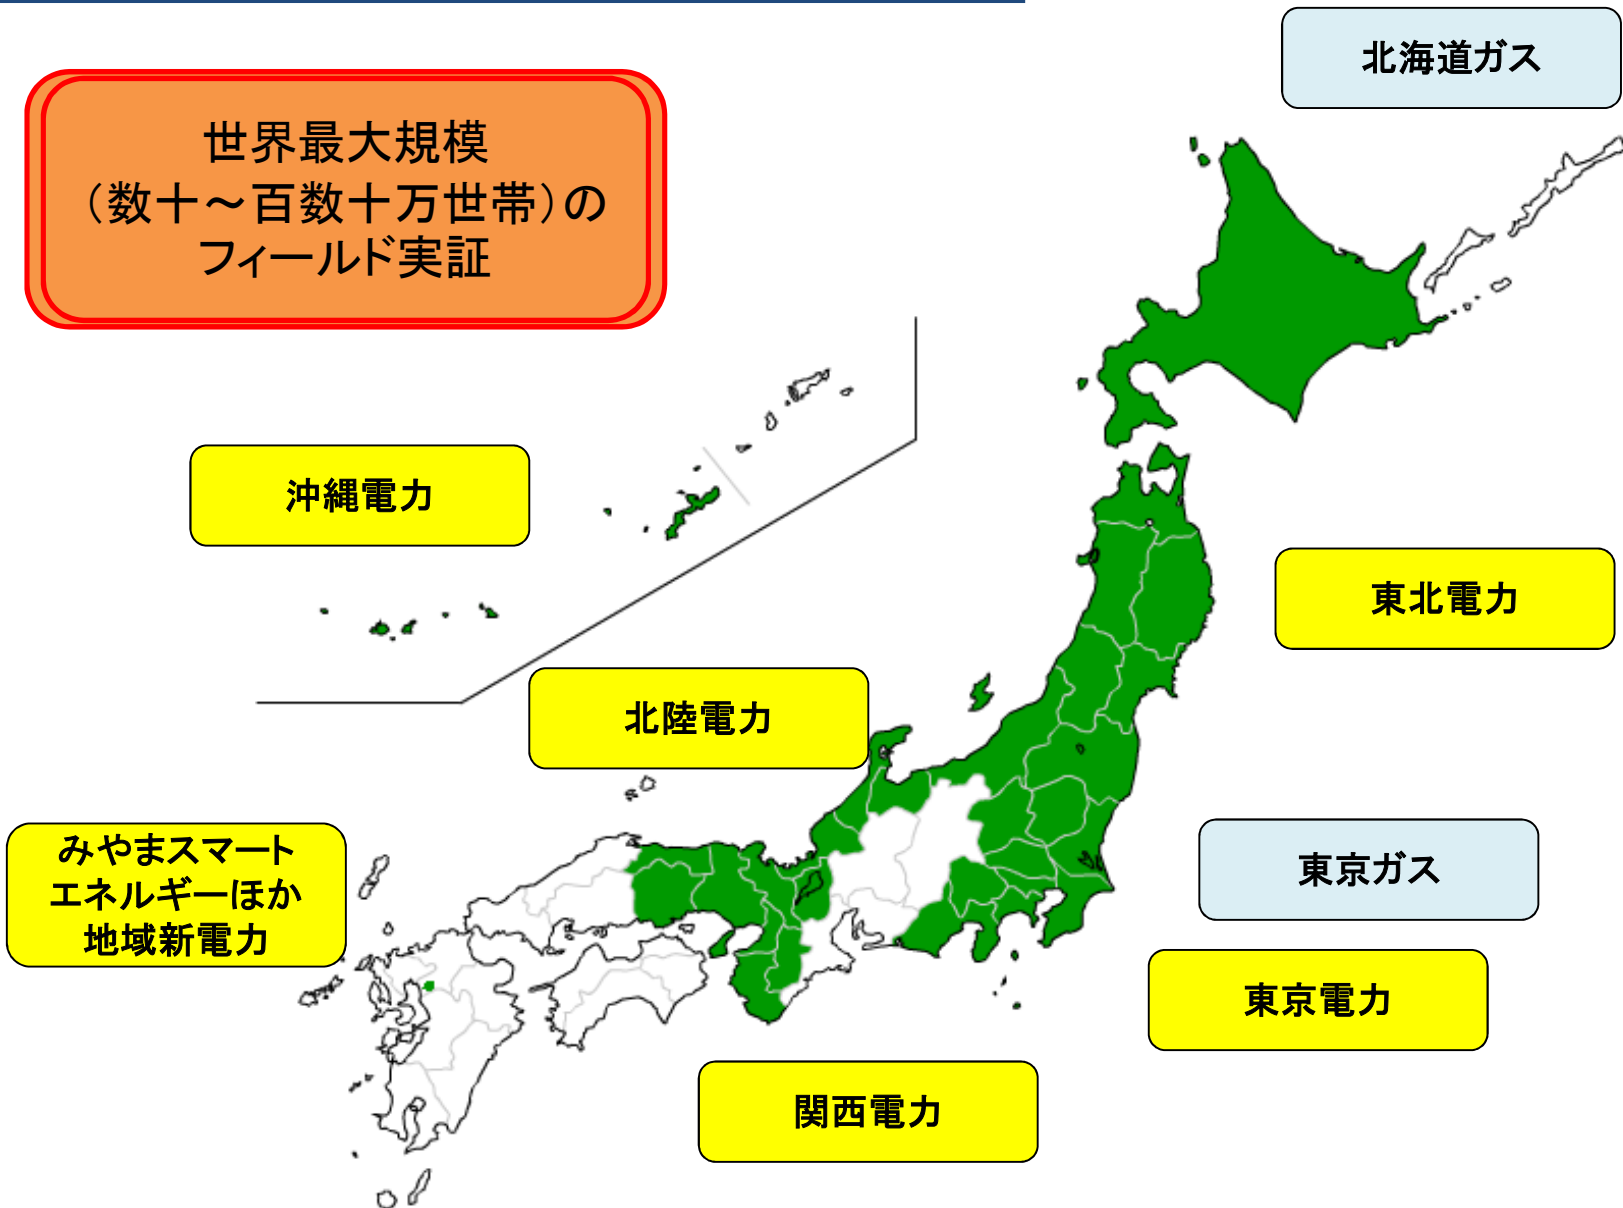 北海道ガス
世界最大規模
（数十～百数十万世帯）の
フィールド実証
沖縄電力
東北電力
北陸電力
みやまスマート
エネルギーほか
地域新電力
東京ガス
東京電力
関西電力